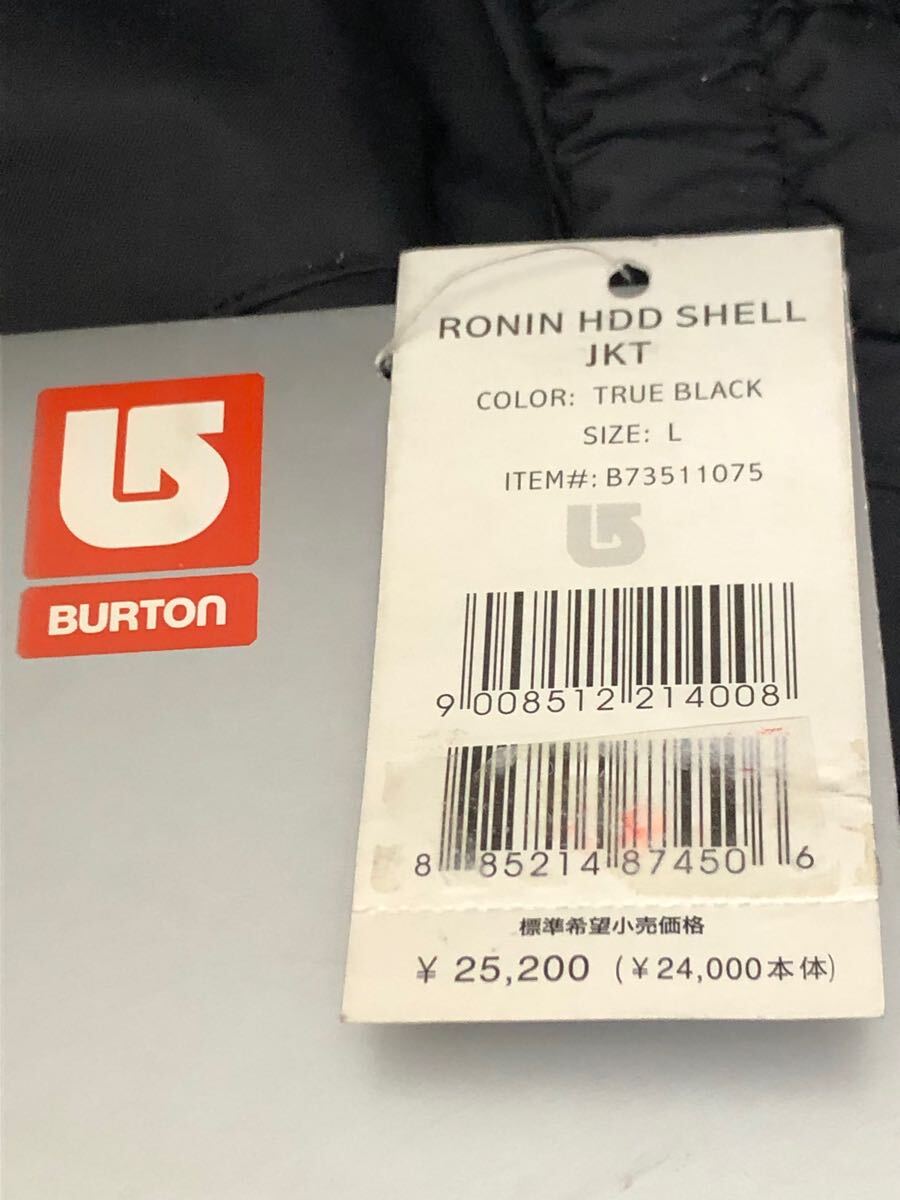 BURTON
RONIN HDD SHELL
JKT
COLOR: TRUE BLACK
SIZE: L
ITEM#: B73511075
9 008512 214008
8 85214 87450 6
標準希望小売価格
¥ 25,200 (¥24,000本体)